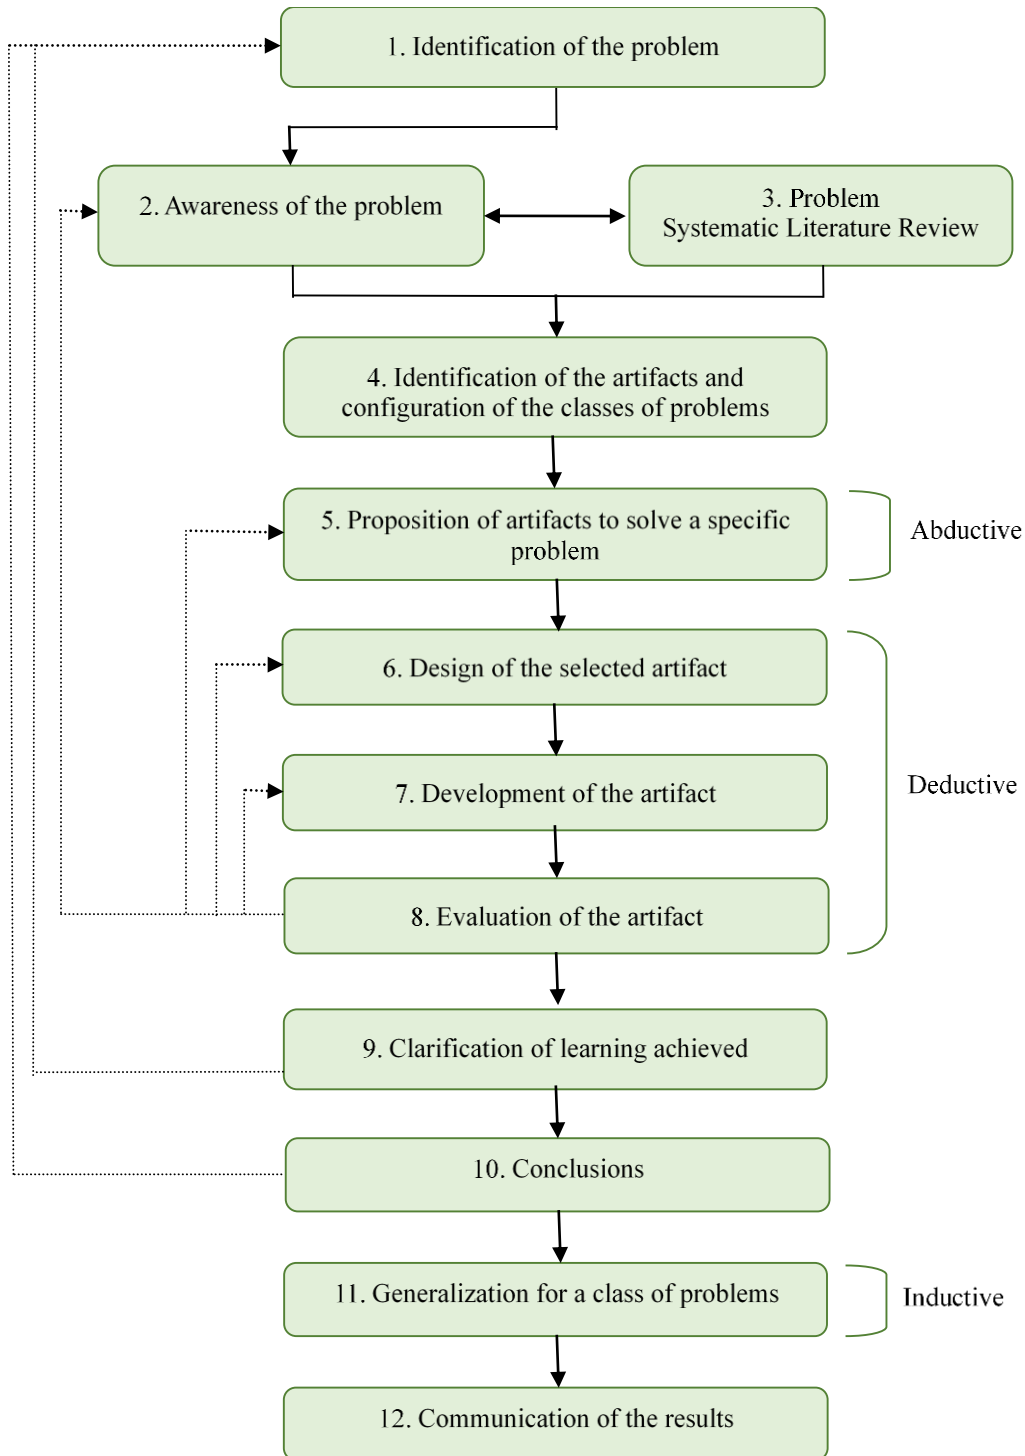 1. Identification of the problem
2. Awareness of the problem
3. Problem
Systematic Literature Review
4. Identification of the artifacts and
configuration of the classes of problems
5. Proposition of artifacts to solve a specific
problem
Abductive
6. Design of the selected artifact
7. Development of the artifact
Deductive
8. Evaluation of the artifact
9. Clarification of learning achieved
10. Conclusions
11. Generalization for a class of problems
Inductive
12. Communication of the results